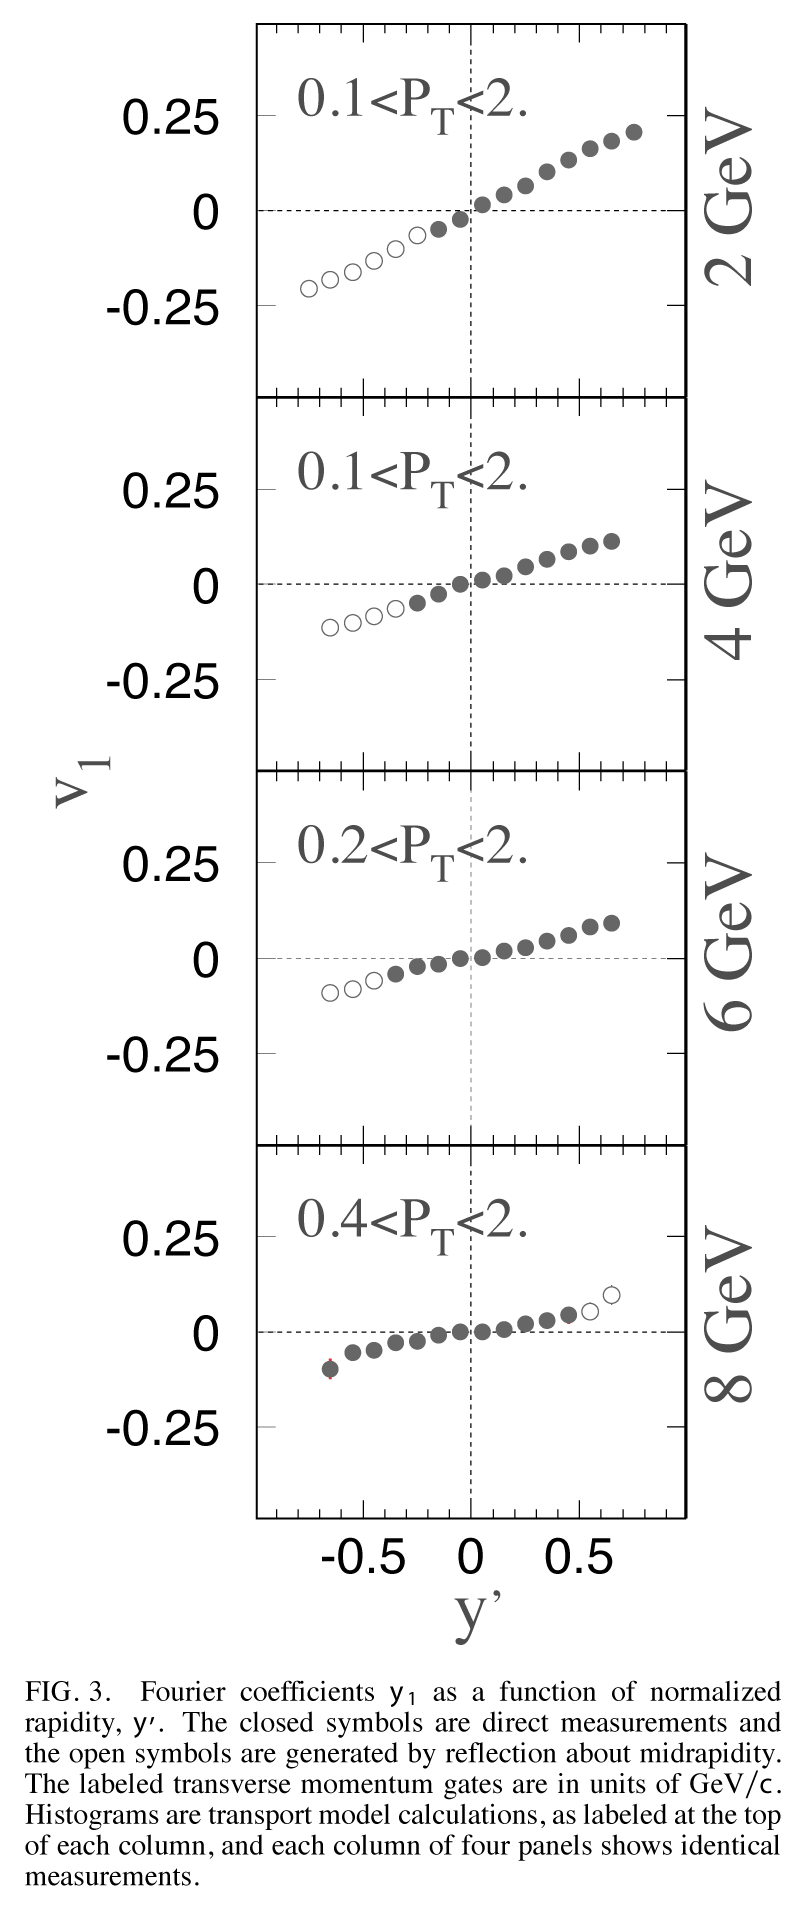 0.1<PT<2.
0.25
0
-0.25
2 GeV
0.1<PT<2.
0.25
0
-0.25
4 GeV
v1
0.2<PT<2.
0.25
0
-0.25
6 GeV
0.4<PT<2.
0.25
0
-0.25
8 GeV
-0.5 0 0.5
y’
FIG. 3. Fourier coefficients y1 as a function of normalized
rapidity, y′. The closed symbols are direct measurements and
the open symbols are generated by reflection about midrapidity.
The labeled transverse momentum gates are in units of GeV/c.
Histograms are transport model calculations, as labeled at the top
of each column, and each column of four panels shows identical
measurements.